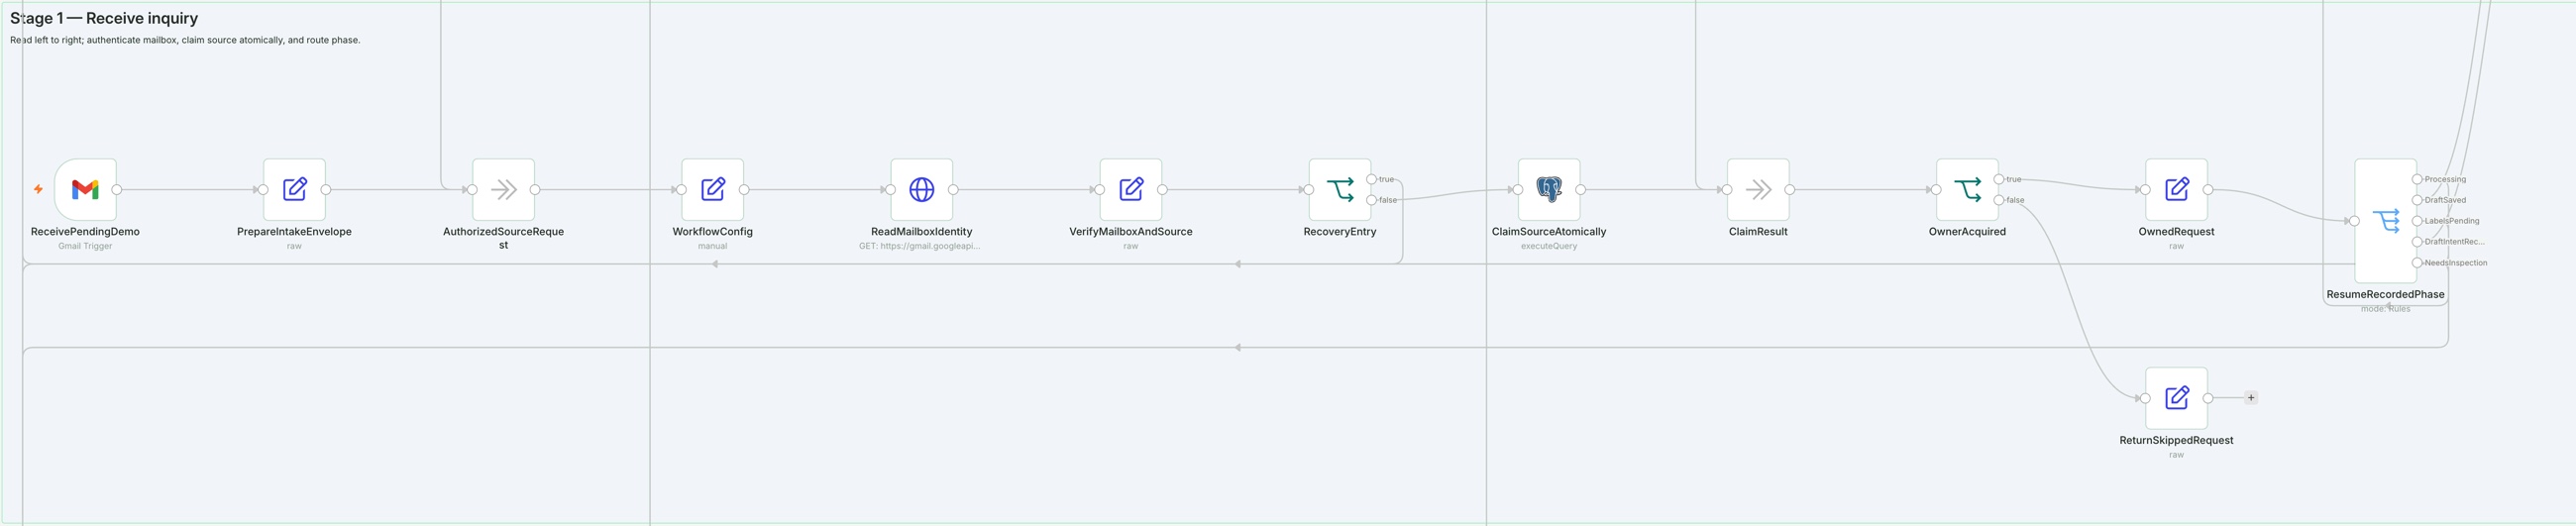 Stage 1 — Receive inquiry
Read left to right; authenticate mailbox, claim source atomically, and route phase.
ReceivePendingDemo
Gmail Trigger
PrepareIntakeEnvelope
raw
AuthorizedSourceReque
st
WorkflowConfig
manual
ReadMailboxIdentity
GET: https://gmail.googleapi...
VerifyMailboxAndSource
raw
true
false
RecoveryEntry
ClaimSourceAtomically
executeQuery
ClaimResult
true
false
OwnerAcquired
OwnedRequest
raw
Processing
DraftSaved
LabelsPending
DraftIntentRec...
NeedsInspection
ResumeRecordedPhase
mode: Rules
+
ReturnSkippedRequest
raw